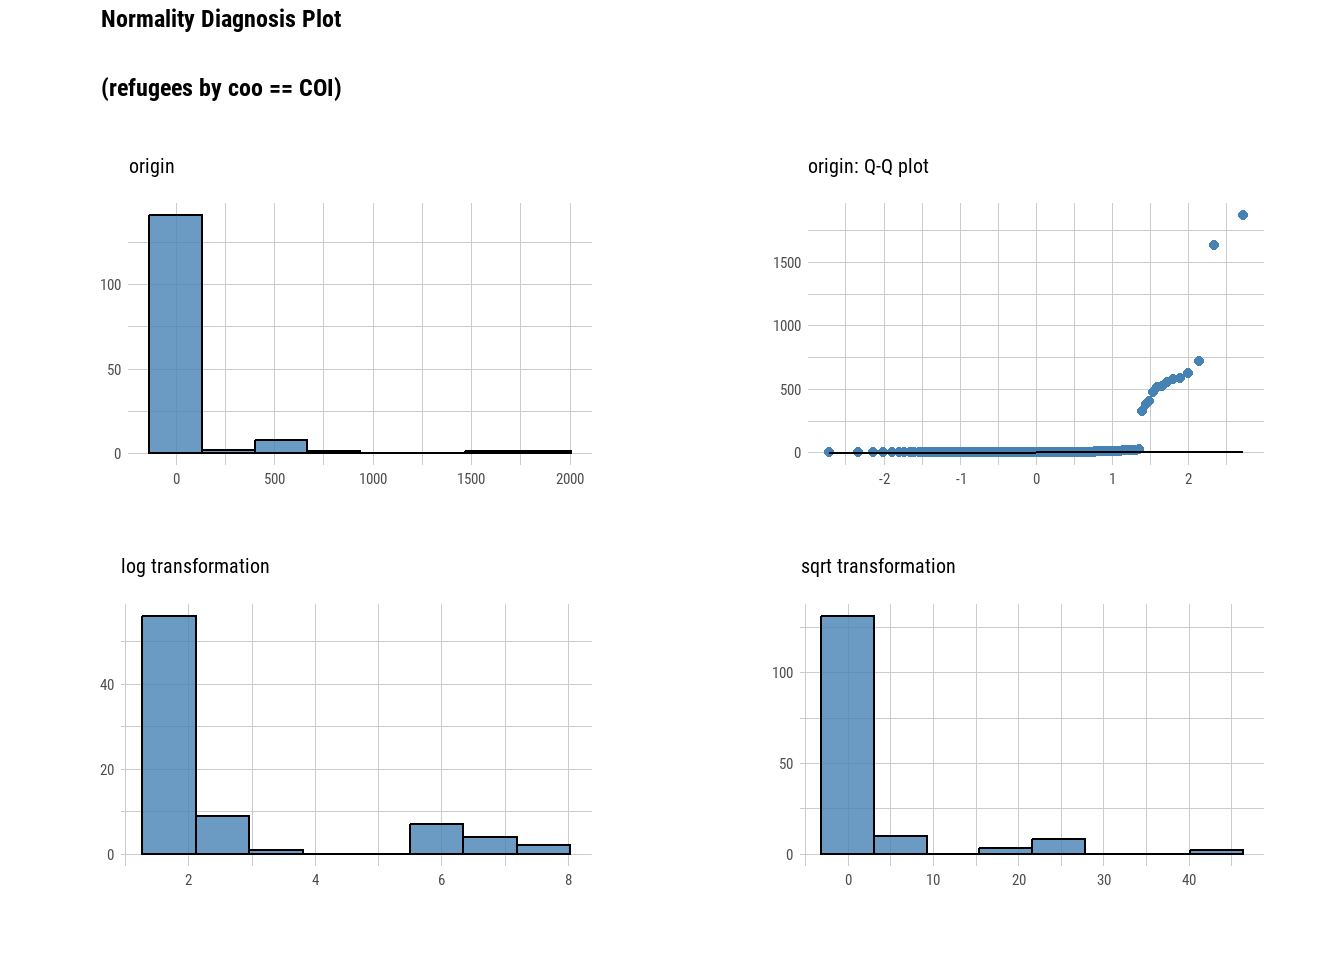 Normality Diagnosis Plot
(refugees by coo == COI)
origin
100
50
0
0 500 1000 1500 2000
origin: Q-Q plot
1500
1000
500
0
-2 -1 0 1 2
log transformation
40
20
0
2 4 6 8
sqrt transformation
100
50
0
0 10 20 30 40